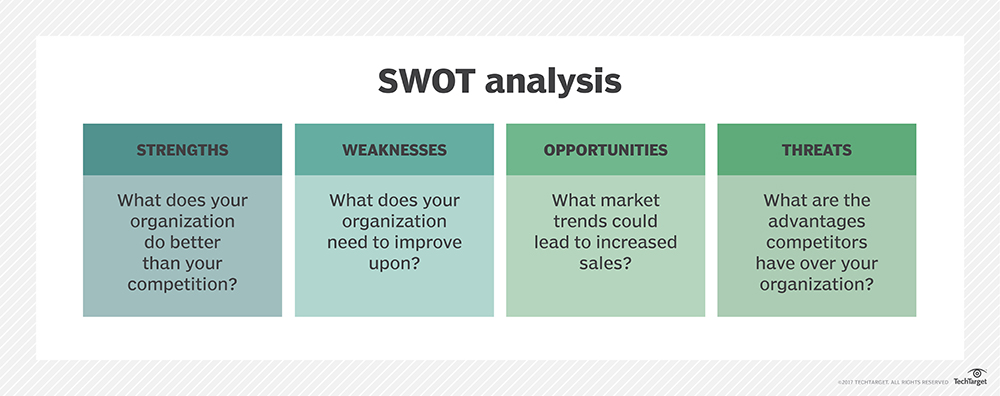 SWOT analysis
STRENGTHS
What does your
organization
do better
than your
competition?
WEAKNESSES
What does your
organization
need to improve
upon?
OPPORTUNITIES
What market
trends could
lead to increased
sales?
THREATS
What are the
advantages
competitors
have over your
organization?
©2017 TECHTARGET. ALL RIGHTS RESERVED
TechTarget